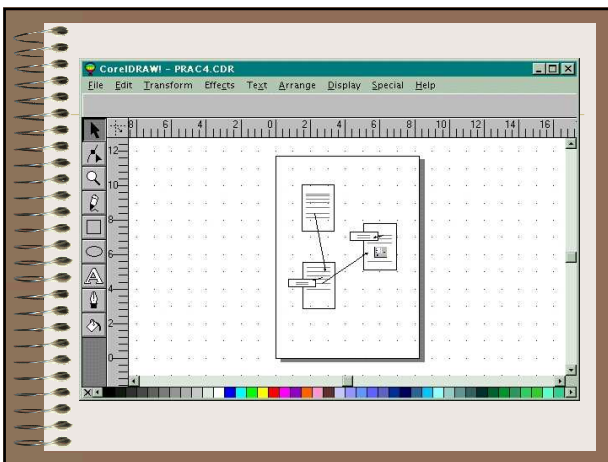 CorelDRAW! - PRAC4.CDR
File Edit Transform Effects Text Arrange Display Special Help
8 6 4 2 0 2 4 6 8 10 12 14 16
12
10
8
6
4
2
0